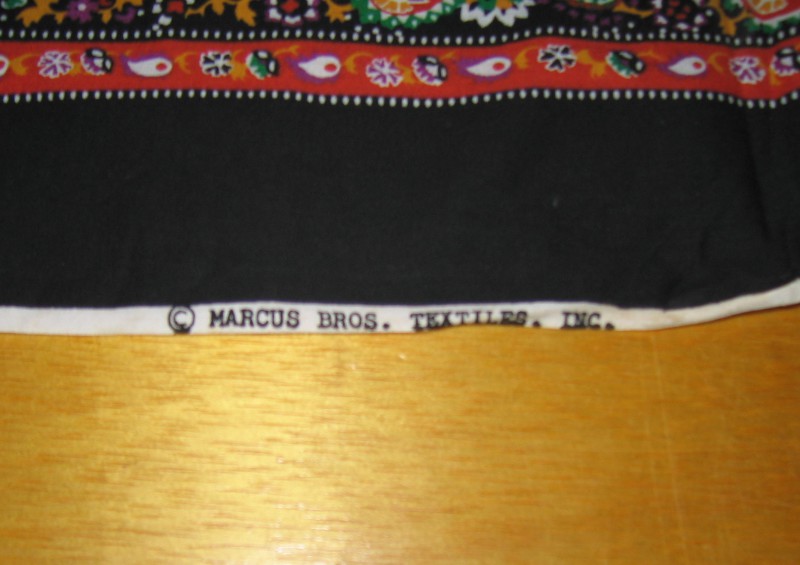 © MARCUS BROS. TEXTILES, INC.